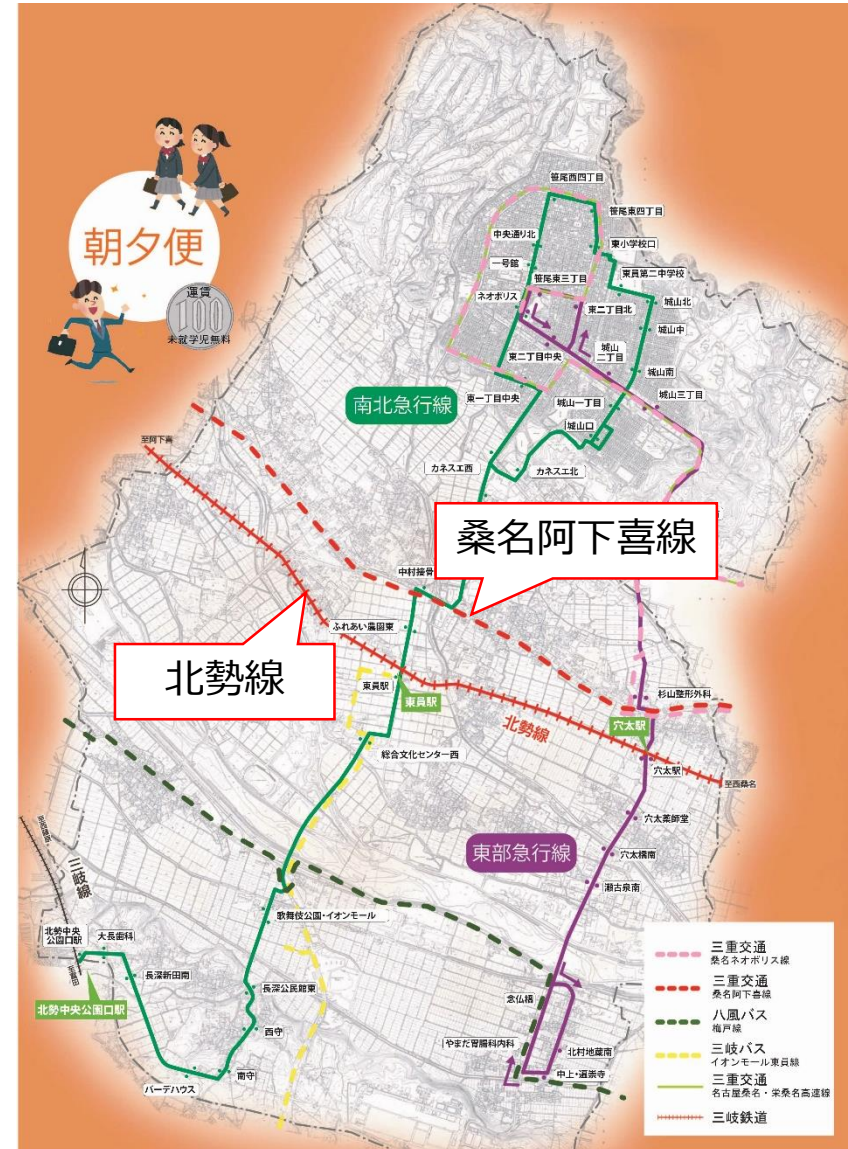 朝夕便
運賃
100
未就学児無料
笹尾西四丁目
笹尾東四丁目
中央通り北
東小学校口
一号館
東員第二中学校
笹尾東三丁目
ネオポリス
東二丁目北
城山北
城山中
城山
二丁目
東二丁目中央
城山南
東一丁目中央
城山一丁目
城山三丁目
南北急行線
城山口
至阿下喜
カネスエ西
カネスエ北
桑名阿下喜線
中村接骨
ふれあい農園東
北勢線
東員駅
東員駅
杉山整形外科
北勢線
穴太駅
総合文化センター西
穴太駅
至西桑名
穴太薬師堂
東部急行線
穴太橋南
瀬古泉南
至西藤原
三岐線
歌舞伎公園・イオンモール
北勢中央
公園口駅
大長歯科
長深新田南
至富田
長深公民館東
念仏橋
北勢中央公園口駅
西守
やまだ胃腸科内科
北村地蔵南
南守
中上・遍崇寺
バーデハウス
三重交通
桑名ネオポリス線
三重交通
桑名阿下喜線
八風バス
梅戸線
三岐バス
イオンモール東員線
三重交通
名古屋桑名・栄桑名高速線
三岐鉄道